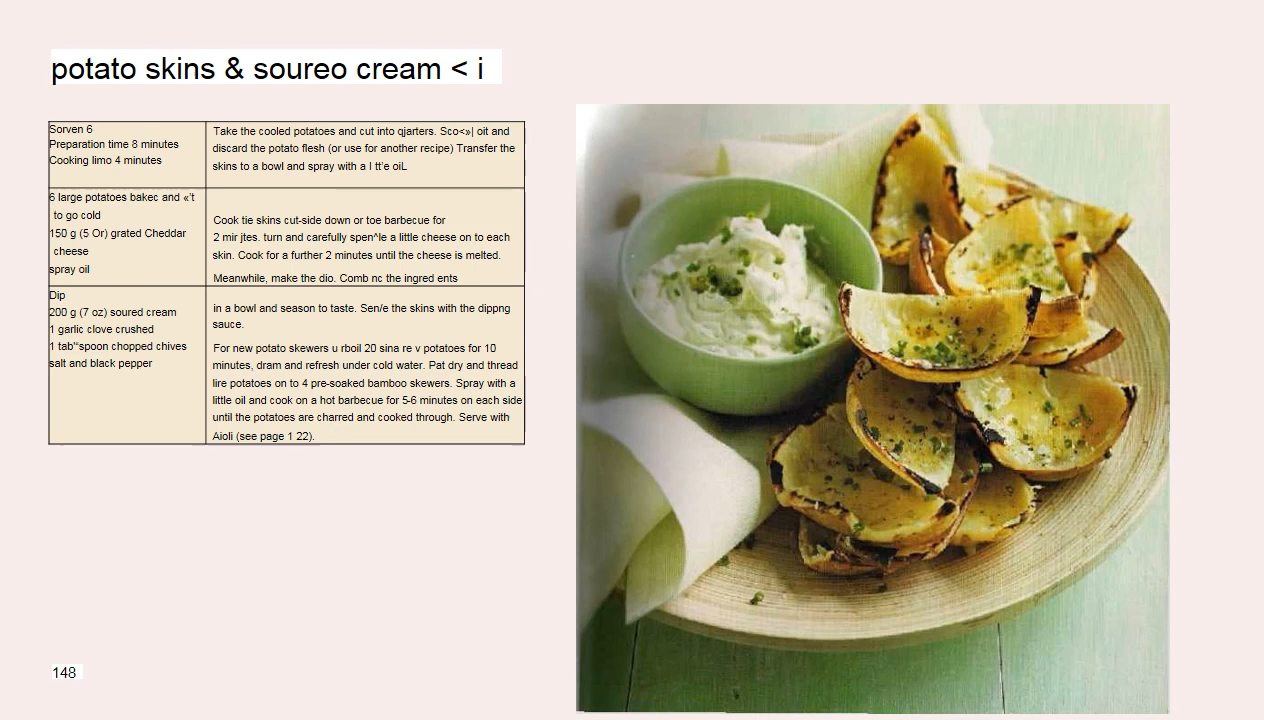 potato skins & soureo cream < i
Sorven 6
Preparation time 8 minutes
Cooking limo 4 minutes
6 large potatoes bakec and «'t
to go cold
150 g (5 Or) grated Cheddar
cheese
spray oil
Dip
200 g (7 oz) soured cream
1 garlic clove crushed
1 tab'“spoon chopped chives
salt and black pepper
Take the cooled potatoes and cut into qjarters. Sco<»| oit and
discard the potato flesh (or use for another recipe) Transfer the
skins to a bowl and spray with a I tt'e oiL
Cook tie skins cut-side down or toe barbecue for
2 mir jtes. turn and carefully spen^le a little cheese on to each
skin. Cook for a further 2 minutes until the cheese is melted.
Meanwhile, make the dio. Comb nc the ingred ents
in a bowl and season to taste. Sen/e the skins with the dippng
sauce.
For new potato skewers u rboil 20 sina re v potatoes for 10
minutes, dram and refresh under cold water. Pat dry and thread
lire potatoes on to 4 pre-soaked bamboo skewers. Spray with a
little oil and cook on a hot barbecue for 5-6 minutes on each side
until the potatoes are charred and cooked through. Serve with
Aioli (see page 1 22).
148